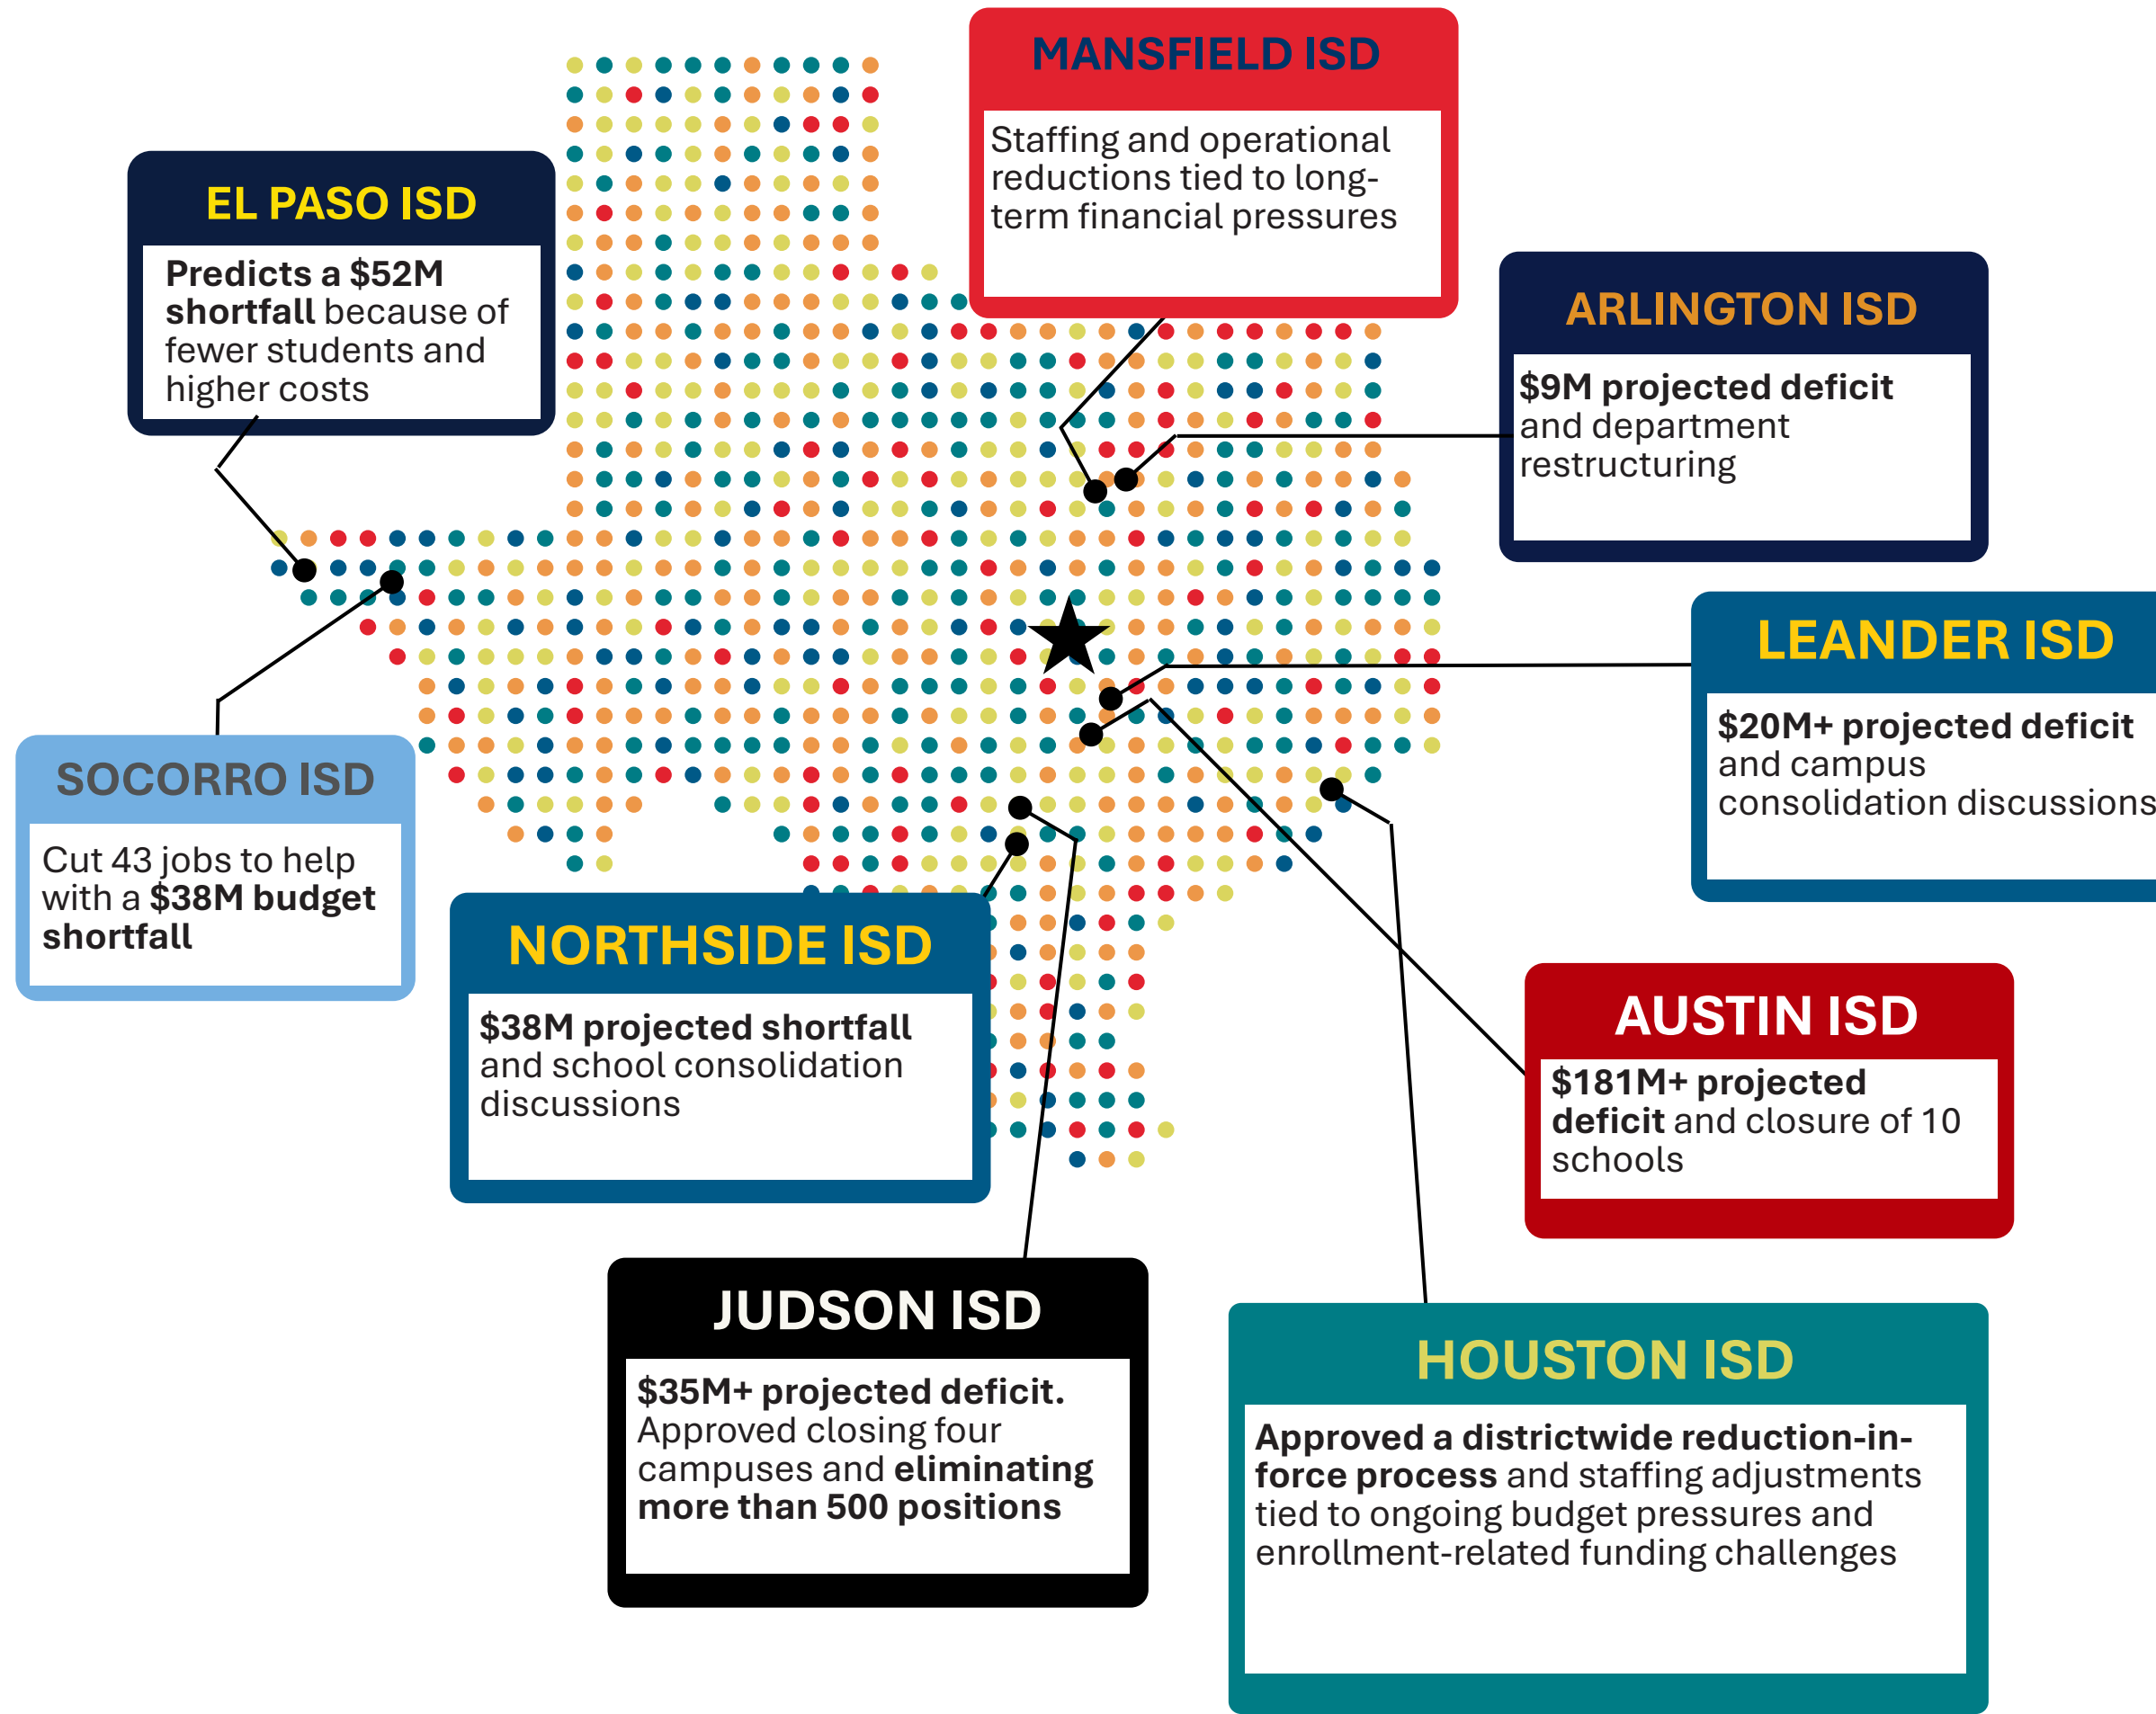 MANSFIELD ISD
Staffing and operational
reductions tied to long-
term financial pressures
EL PASO ISD
Predicts a $52M
shortfall because of
fewer students and
higher costs
ARLINGTON ISD
$9M projected deficit
and department
restructuring
LEANDER ISD
$20M+ projected deficit
and campus
consolidation discussions
SOCORRO ISD
Cut 43 jobs to help
with a $38M budget
shortfall
NORTHSIDE ISD
$38M projected shortfall
and school consolidation
discussions
AUSTIN ISD
$181M+ projected
deficit and closure of 10
schools
JUDSON ISD
$35M+ projected deficit.
Approved closing four
campuses and eliminating
more than 500 positions
HOUSTON ISD
Approved a districtwide reduction-in-
force process and staffing adjustments
tied to ongoing budget pressures and
enrollment-related funding challenges